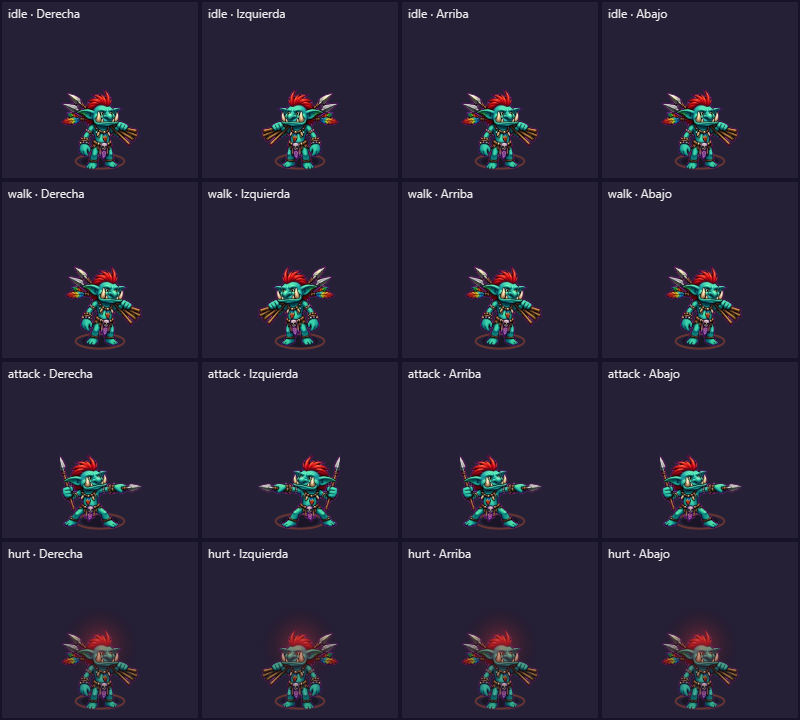 idle · Derecha
idle · Izquierda
idle · Arriba
idle · Abajo
walk · Derecha
walk · Izquierda
walk · Arriba
walk · Abajo
attack · Derecha
attack · Izquierda
attack · Arriba
attack · Abajo
hurt · Derecha
hurt · Izquierda
hurt · Arriba
hurt · Abajo